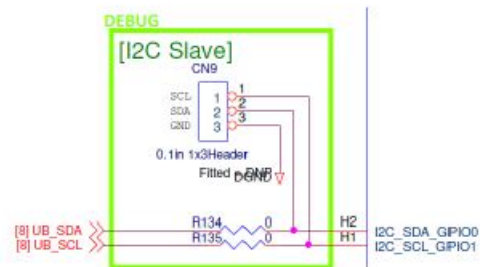 DEBUG
[I2C Slave]
CN9
SCL 1 1
SDA 2 2
GND 3 3
0.1in 1x3Header
Fitted = DNP
DGND
[8] UB_SDA R134 0 H2 I2C_SDA_GPIO0
[8] UB_SCL R135 0 H1 I2C_SCL_GPIO1